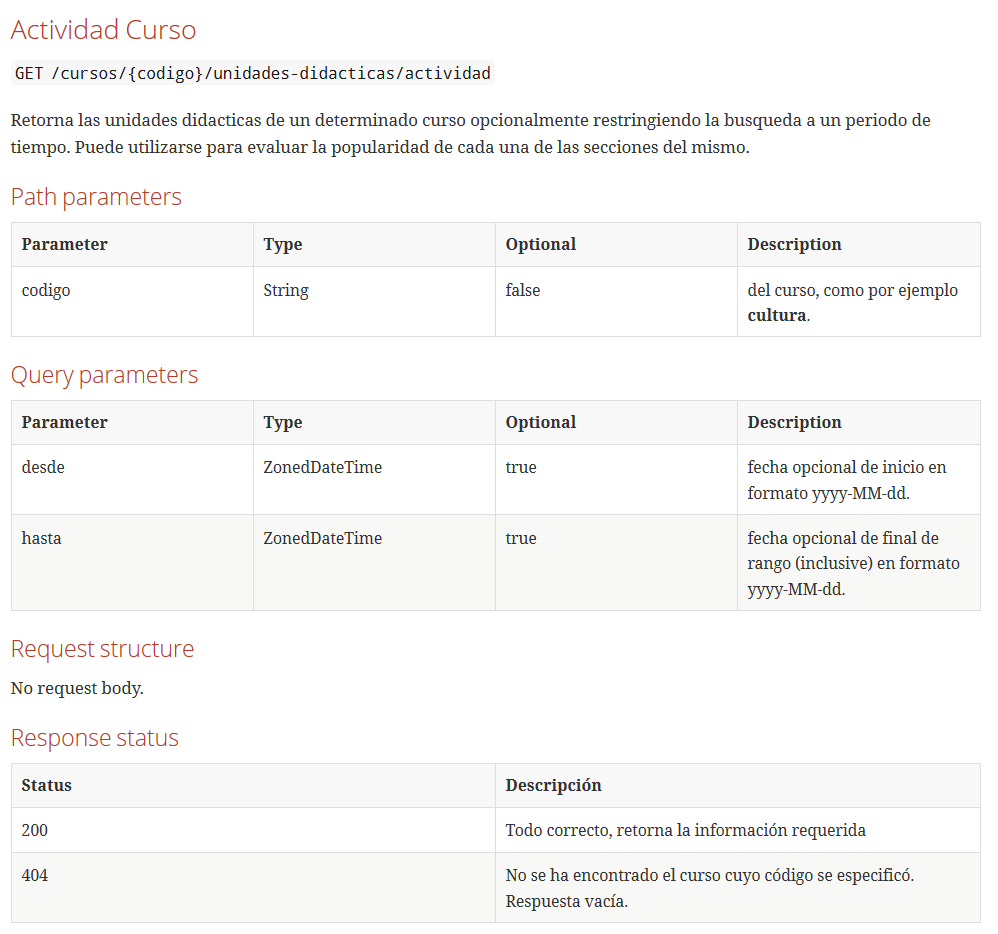 Actividad Curso
GET /cursos/{codigo}/unidades-didacticas/actividad
Retorna las unidades didacticas de un determinado curso opcionalmente restringiendo la busqueda a un periodo de
tiempo. Puede utilizarse para evaluar la popularidad de cada una de las secciones del mismo.
Path parameters
Parameter Type Optional Description
codigo String false del curso, como por ejemplo
cultura.
Query parameters
Parameter Type Optional Description
desde ZonedDateTime true fecha opcional de inicio en
formato yyyy-MM-dd.
hasta ZonedDateTime true fecha opcional de final de
rango (inclusive) en formato
yyyy-MM-dd.
Request structure
No request body.
Response status
Status Descripción
200 Todo correcto, retorna la información requerida
404 No se ha encontrado el curso cuyo código se especificó.
Respuesta vacía.